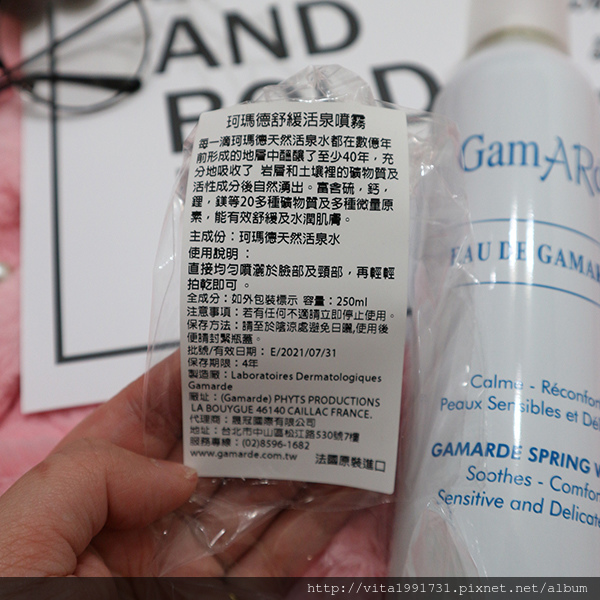 AND
BOLD
珂瑪德舒緩活泉噴霧
每一滴珂瑪德天然活泉水都在數億年
前形成的地層中醞釀了至少40年，充
分地吸收了 岩層和土壤裡的礦物質及
活性成分後自然湧出。富含硫，鈣，
鋰，鎂等20多種礦物質及多種微量原
素，能有效舒緩及水潤肌膚。
主成份：珂瑪德天然活泉水
使用說明：
直接均勻噴灑於臉部及頸部，再輕輕
拍乾即可。
全成分：如外包裝標示 容量：250ml
注意事項：若有任何不適請立即停止使用。
保存方法：請至於陰涼處避免日曬,使用後
便請封緊瓶蓋。
批號/有效日期： E/2021/07/31
保存期限：4年
製造廠：Laboratoires Dermatologiques
Gamarde
廠址：(Gamarde) PHYTS PRODUCTIONS
LA BOUYGUE 46140 CAILLAC FRANCE.
代理商：晟冠國際有限公司
地址：台北市中山區松江路530號7樓
服務專線：(02)8596-1682
www.gamarde.com.tw 法國原裝進口
GamAR
EAU DE GAMAR
Calme - Réconfor
Peaux Sensibles et Dé
GAMARDE SPRING W
Soothes - Comfor
Sensitive and Delicate
http://vita1991731.pixnet.net/album